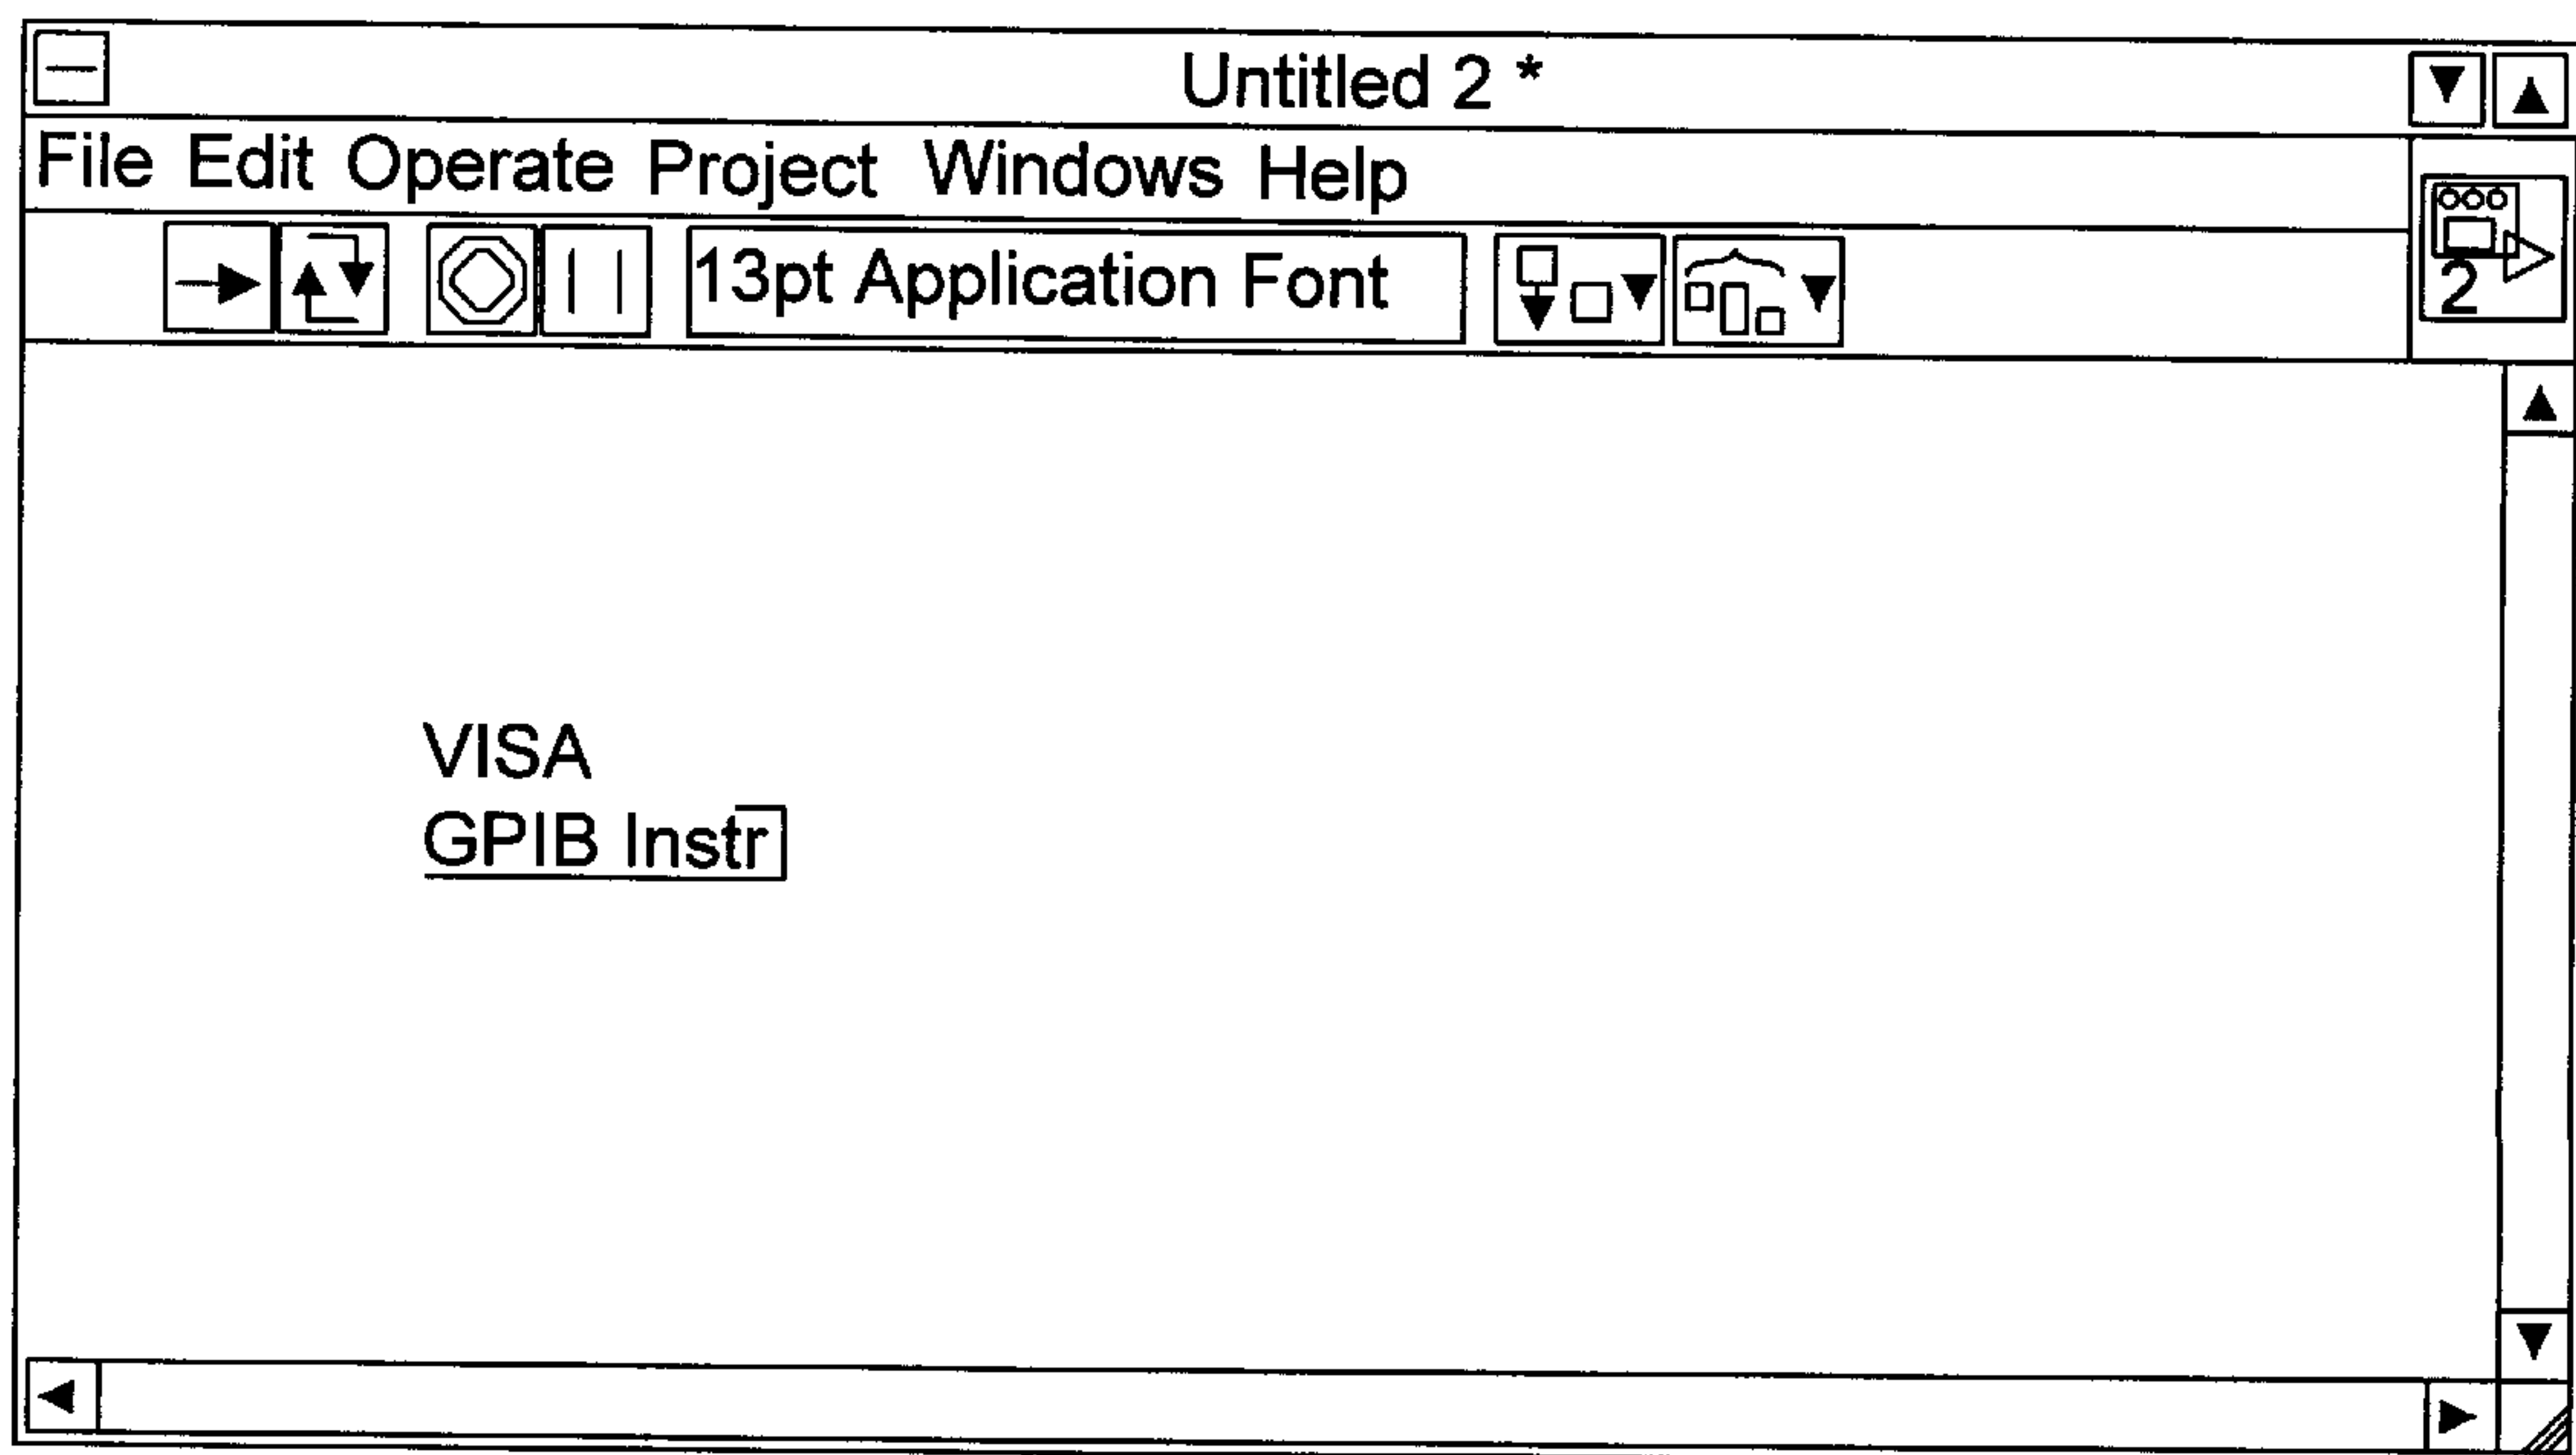 Untitled 2 *
File Edit Operate Project Windows Help
13pt Application Font
2
VISA
GPIB Instr